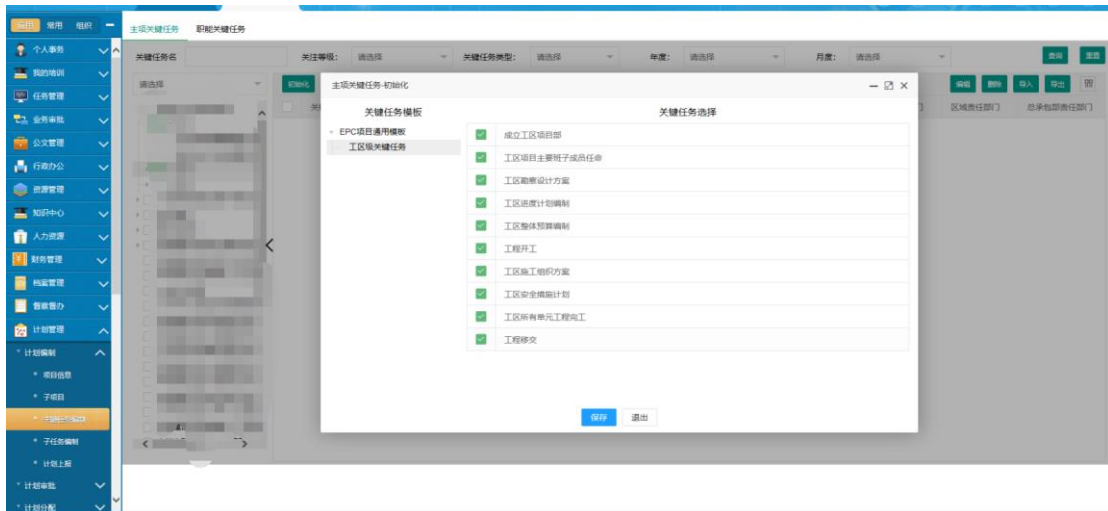 应用 常用 组织
主项关键任务 职能关键任务
个人事务
我的培训
任务管理
业务审批
公文管理
行政办公
资源管理
知识中心
人力资源
财务管理
档案管理
督察督办
计划管理
计划编制
项目信息
子项目
关键任务编制
子任务编制
计划上报
计划审批
计划分配
关键任务名 关注等级: 请选择 关键任务类型: 请选择 年度: 请选择 月度: 请选择 查询 重置
请选择 初始化 编辑 删除 导入 导出
区域责任部门 总承包部责任部门
主项关键任务-初始化
关键任务模板 关键任务选择
EPC项目通用模板
工区级关键任务
成立工区项目部
工区项目主要班子成员任命
工区勘察设计方案
工区进度计划编制
工区整体预算编制
工程开工
工区施工组织方案
工区安全措施计划
工区所有单元工程完工
工程移交
保存 退出